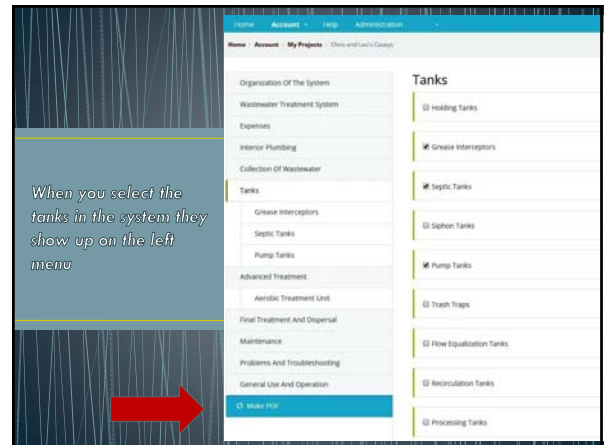 When you select the
tanks in the system they
show up on the left
menu
Home Account Help Administration
Home Account My Projects Chris and Leo's Caseys
Organization Of The System
Wastewater Treatment System
Expenses
Interior Plumbing
Collection Of Wastewater
Tanks
Grease Interceptors
Septic Tanks
Pump Tanks
Advanced Treatment
Aerobic Treatment Unit
Final Treatment And Dispersal
Maintenance
Problems And Troubleshooting
General Use And Operation
Make PDF
Tanks
Holding Tanks
Grease Interceptors
Septic Tanks
Siphon Tanks
Pump Tanks
Trash Traps
Flow Equalization Tanks
Recirculation Tanks
Processing Tanks